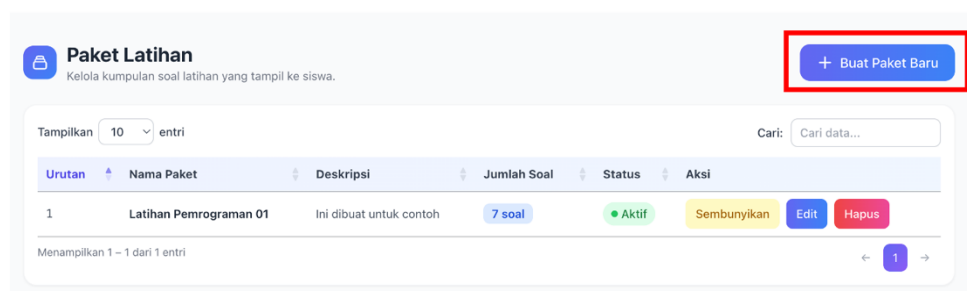 Paket Latihan
Kelola kumpulan soal latihan yang tampil ke siswa.
+ Buat Paket Baru
Tampilkan 10 entri
Cari: Cari data...
Urutan Nama Paket Deskripsi Jumlah Soal Status Aksi
1 Latihan Pemrograman 01 Ini dibuat untuk contoh 7 soal Aktif Sembunyikan Edit Hapus
Menampilkan 1 – 1 dari 1 entri
← 1 →